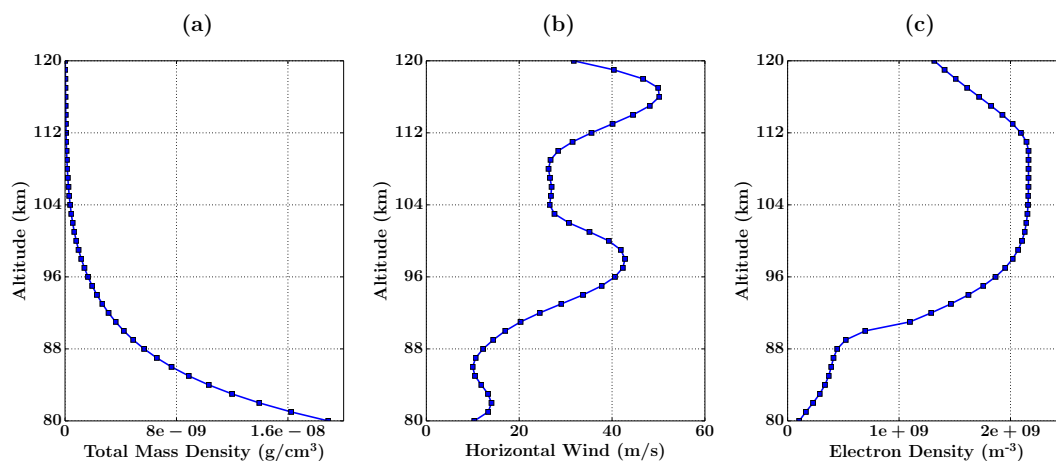 (a)
(b)
(c)
120
112
104
96
88
80
Altitude (km)
0
8e − 09
1.6e − 08
Total Mass Density (g/cm³)
120
112
104
96
88
80
Altitude (km)
0
20
40
60
Horizontal Wind (m/s)
120
112
104
96
88
80
Altitude (km)
0
1e + 09
2e + 09
Electron Density (m⁻³)